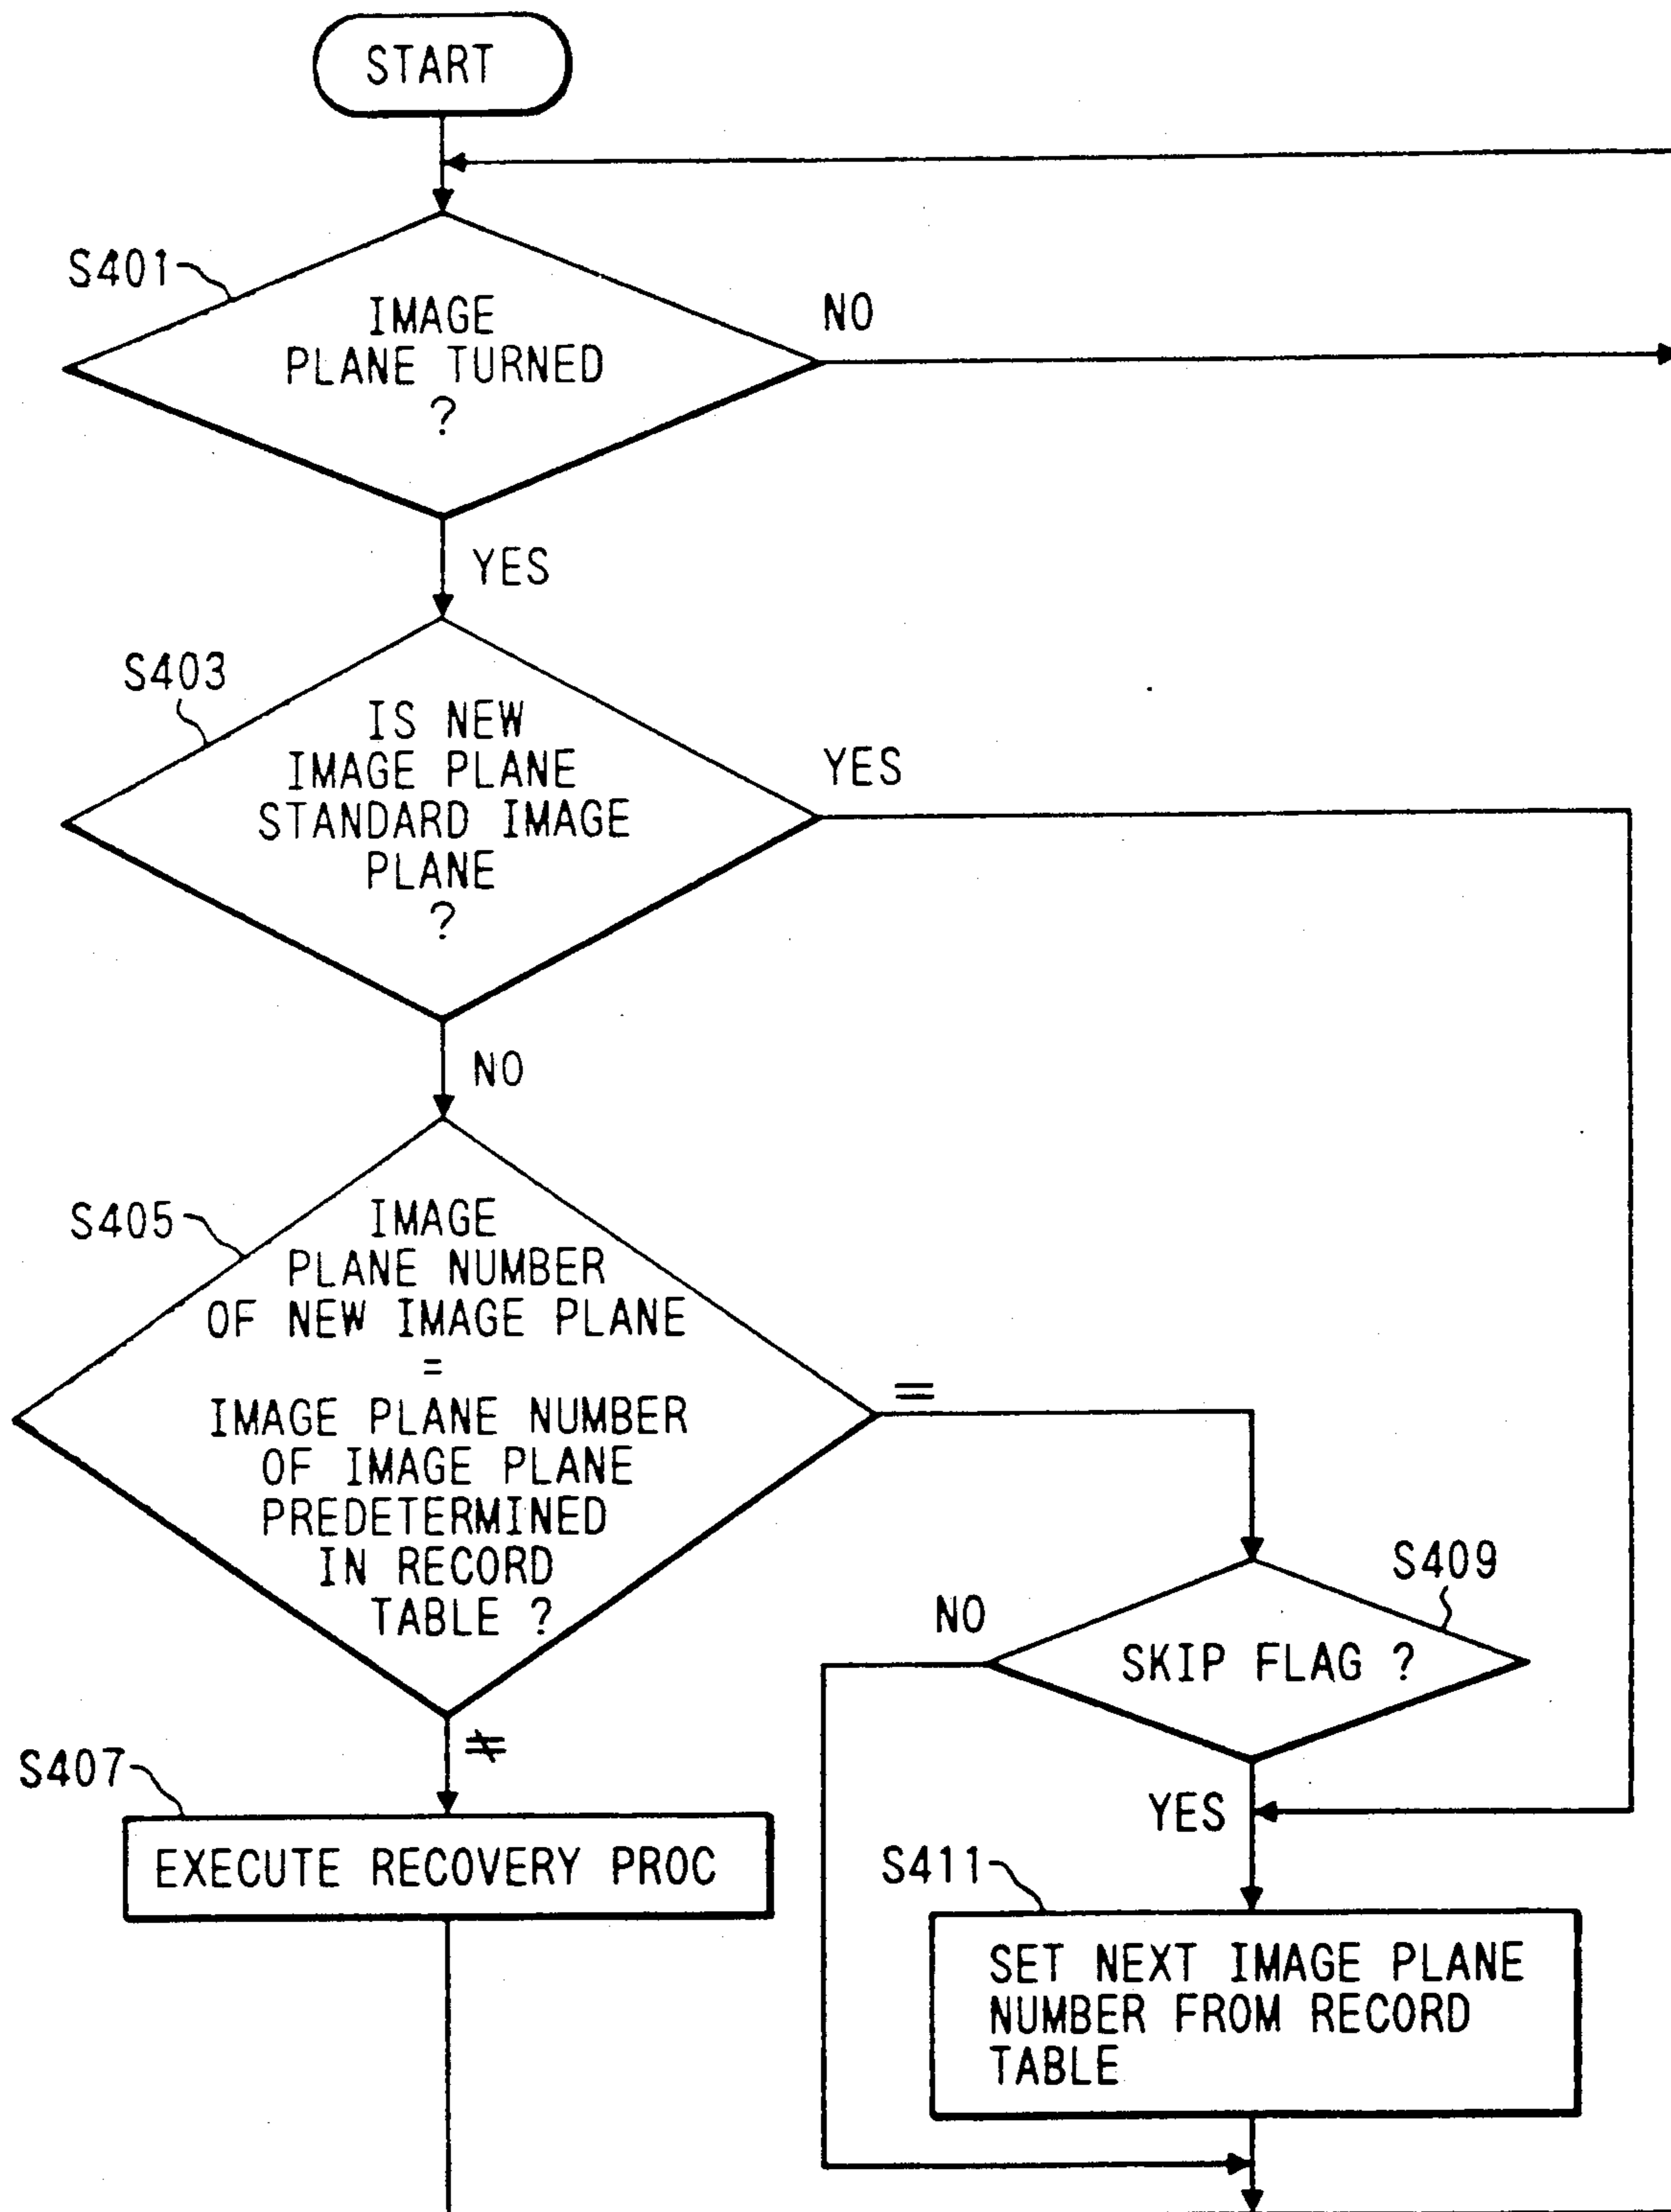 START
S401
IMAGE
PLANE TURNED
?
NO
YES
S403
IS NEW
IMAGE PLANE
STANDARD IMAGE
PLANE
?
YES
NO
S405
IMAGE
PLANE NUMBER
OF NEW IMAGE PLANE
=
IMAGE PLANE NUMBER
OF IMAGE PLANE
PREDETERMINED
IN RECORD
TABLE ?
=
≠
S407
EXECUTE RECOVERY PROC
S409
SKIP FLAG ?
NO
YES
S411
SET NEXT IMAGE PLANE
NUMBER FROM RECORD
TABLE